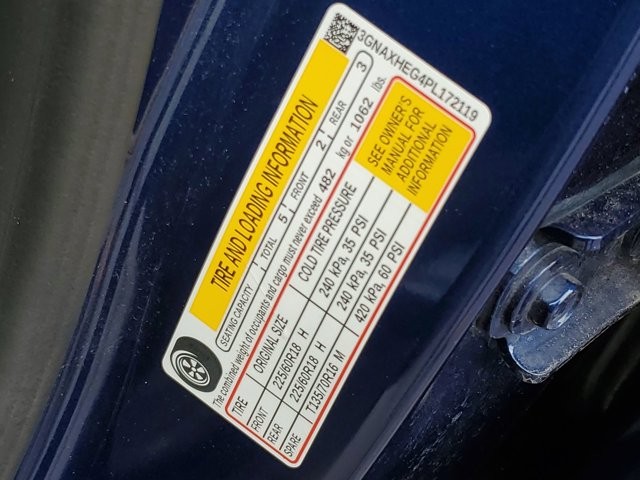 3GNAXHEG4PL172119
TIRE AND LOADING INFORMATION
SEATING CAPACITY TOTAL 5 FRONT 2 REAR 3
The combined weight of occupants and cargo must never exceed 482 kg or 1062 lbs.
TIRE ORIGINAL SIZE COLD TIRE PRESSURE
FRONT 225/60R18 H 240 kPa, 35 PSI
REAR 225/60R18 H 240 kPa, 35 PSI
SPARE T135/70R16 M 420 kPa, 60 PSI
SEE OWNER'S
MANUAL FOR
ADDITIONAL
INFORMATION